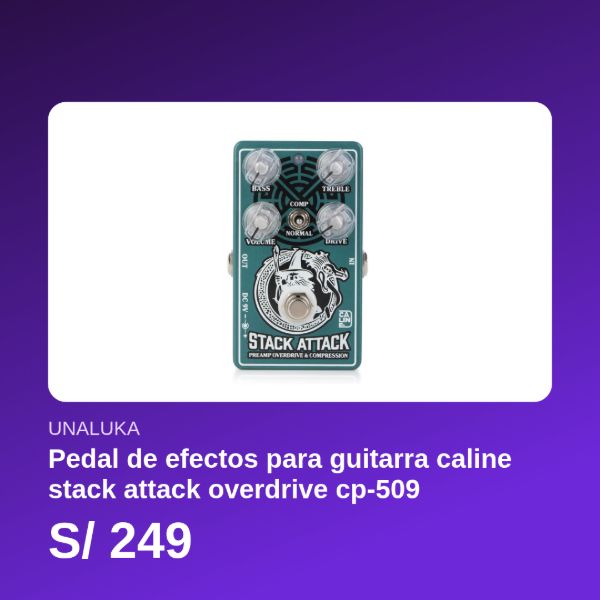 BASS
TREBLE
COMP
NORMAL
VOLUME
DRIVE
OUT
IN
DC 9V
CALINE
STACK ATTACK
PREAMP OVERDRIVE & COMPRESSION
UNALUKA
Pedal de efectos para guitarra caline
stack attack overdrive cp-509
S/ 249